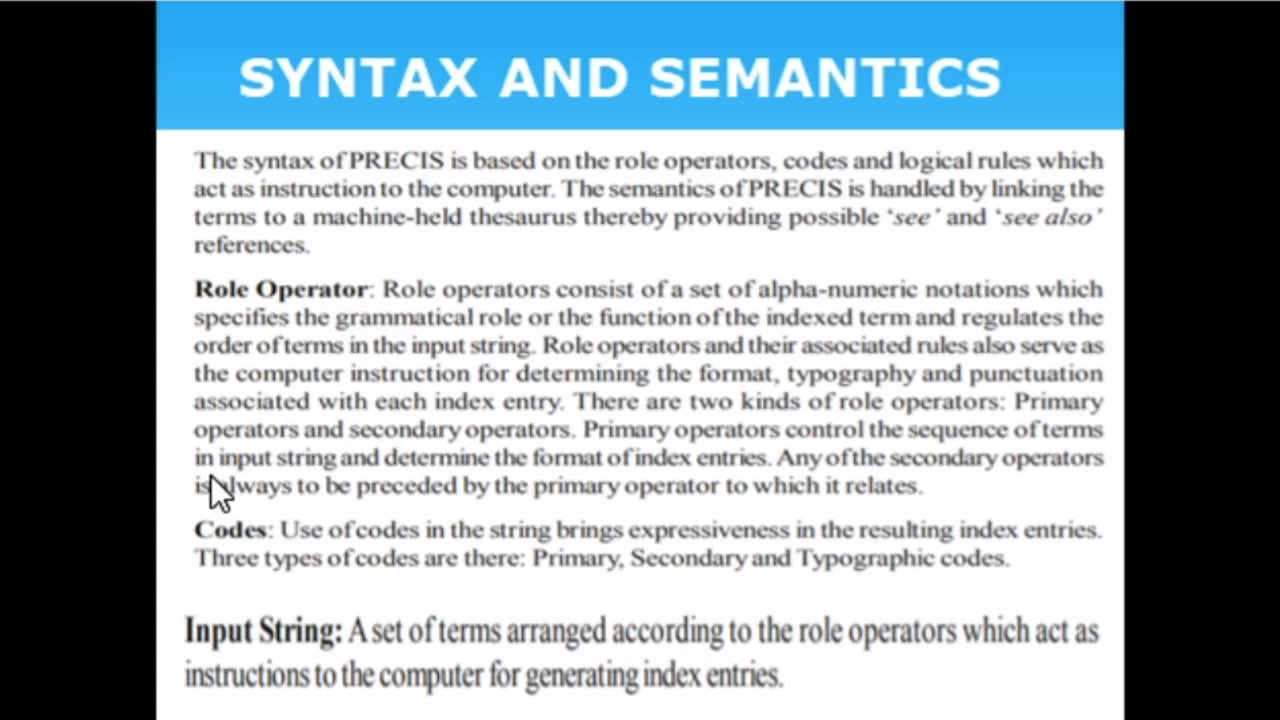 SYNTAX AND SEMANTICS
The syntax of PRECIS is based on the role operators, codes and logical rules which
act as instruction to the computer. The semantics of PRECIS is handled by linking the
terms to a machine-held thesaurus thereby providing possible ‘see’ and ‘see also’
references.
Role Operator: Role operators consist of a set of alpha-numeric notations which
specifies the grammatical role or the function of the indexed term and regulates the
order of terms in the input string. Role operators and their associated rules also serve as
the computer instruction for determining the format, typography and punctuation
associated with each index entry. There are two kinds of role operators: Primary
operators and secondary operators. Primary operators control the sequence of terms
in input string and determine the format of index entries. Any of the secondary operators
is always to be preceded by the primary operator to which it relates.
Codes: Use of codes in the string brings expressiveness in the resulting index entries.
Three types of codes are there: Primary, Secondary and Typographic codes.
Input String: A set of terms arranged according to the role operators which act as
instructions to the computer for generating index entries.